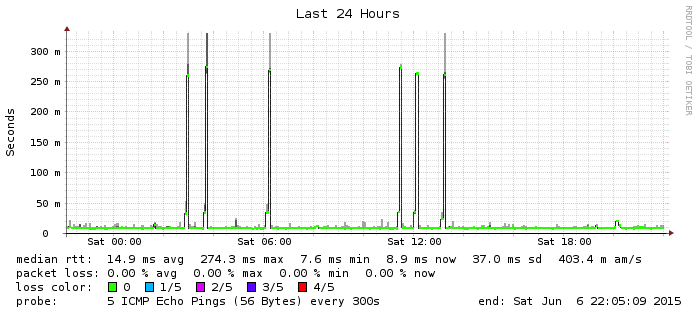 Last 24 Hours
RRDTOOL / TOBI OETIKER
Seconds
300 m
250 m
200 m
150 m
100 m
50 m
0
Sat 00:00 Sat 06:00 Sat 12:00 Sat 18:00
median rtt: 14.9 ms avg 274.3 ms max 7.6 ms min 8.9 ms now 37.0 ms sd 403.4 m am/s
packet loss: 0.00 % avg 0.00 % max 0.00 % min 0.00 % now
loss color: 0 1/5 2/5 3/5 4/5
probe: 5 ICMP Echo Pings (56 Bytes) every 300s end: Sat Jun 6 22:05:09 2015